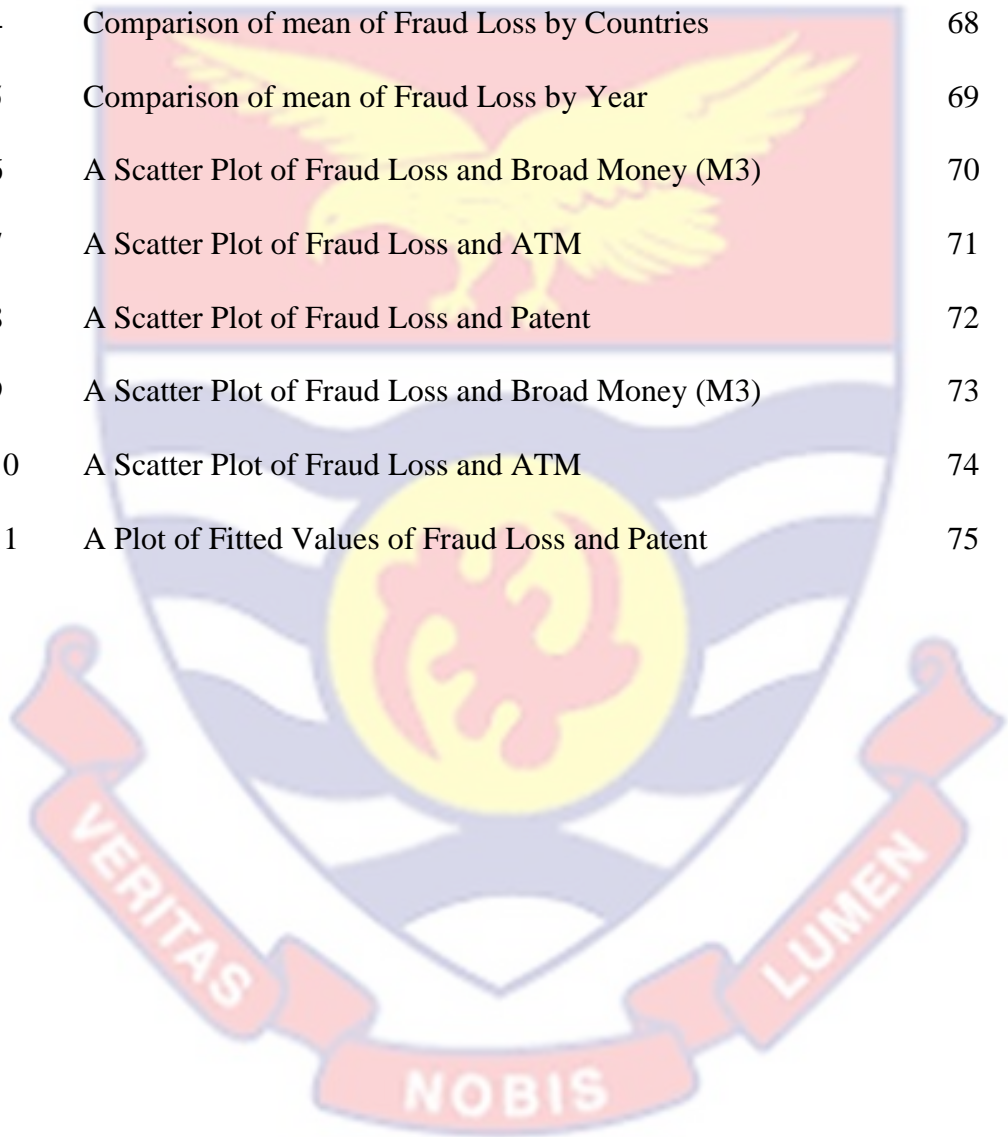 Comparison of mean of Fraud Loss by Countries 68
Comparison of mean of Fraud Loss by Year 69
A Scatter Plot of Fraud Loss and Broad Money (M3) 70
A Scatter Plot of Fraud Loss and ATM 71
A Scatter Plot of Fraud Loss and Patent 72
A Scatter Plot of Fraud Loss and Broad Money (M3) 73
0 A Scatter Plot of Fraud Loss and ATM 74
1 A Plot of Fitted Values of Fraud Loss and Patent 75
VERITAS
NOBIS
LUMEN